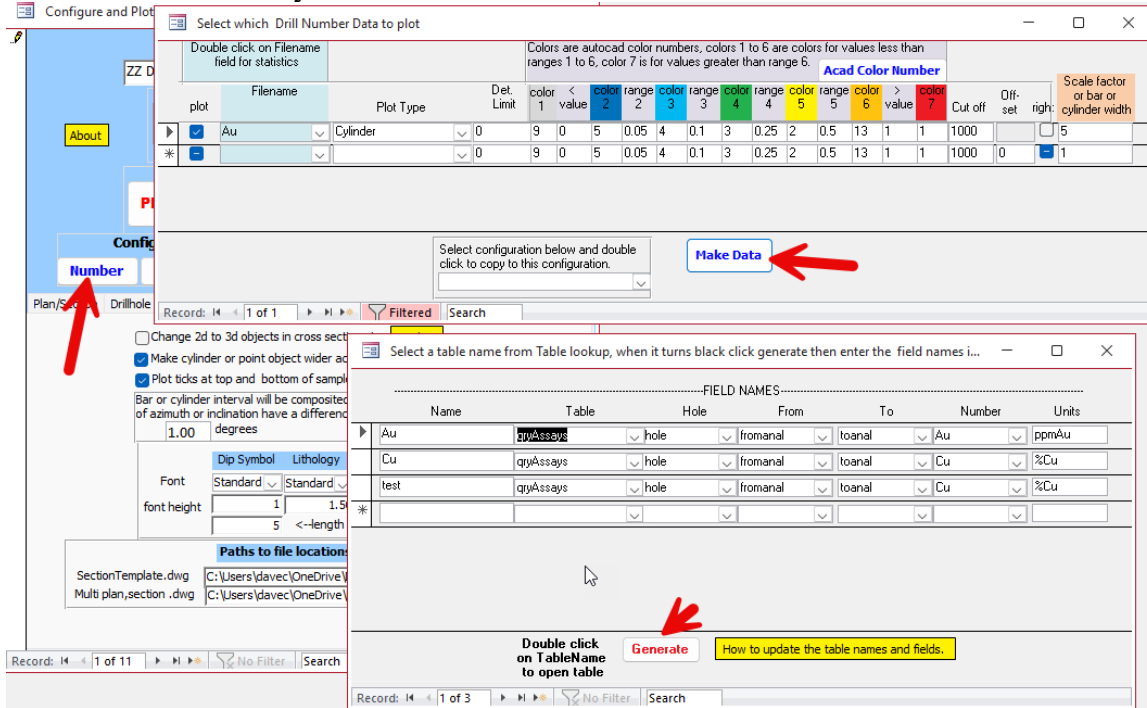 Configure and Plot
ZZ D
About
Pl
Config
Number
Plan/Section Drillhole
Change 2d to 3d objects in cross sect
Make cylinder or point object wider ac
Plot ticks at top and bottom of sampl
Bar or cylinder interval will be composited
of azimuth or inclination have a differenc
1.00 degrees
Dip Symbol Lithology
Font Standard Standard
font height 1 1.50
5 <--length
Paths to file locations
SectionTemplate.dwg C:\Users\davec\OneDrive\
Multi plan,section .dwg C:\Users\davec\OneDrive\
Record: 1 of 11 No Filter Search
Select which Drill Number Data to plot
Double click on Filename
field for statistics
Colors are autocad color numbers, colors 1 to 6 are colors for values less than
ranges 1 to 6, color 7 is for values greater than range 6.
Acad Color Number
plot Filename Plot Type Det. Limit color 1 < value color 2 range 2 color 3 range 3 color 4 range 4 color 5 range 5 color 6 > value color 7 Cut off Off-set righ: Scale factor or bar or cylinder width
Au Cylinder 0 9 0 5 0.05 4 0.1 3 0.25 2 0.5 13 1 1 1000 5
* 0 9 0 5 0.05 4 0.1 3 0.25 2 0.5 13 1 1 1000 0 1
Select configuration below and double
click to copy to this configuration.
Make Data
Record: 1 of 1 Filtered Search
Select a table name from Table lookup, when it turns black click generate then enter the field names i...
FIELD NAMES
Name Table Hole From To Number Units
Au qryAssays hole fromanal toanal Au ppmAu
Cu qryAssays hole fromanal toanal Cu %Cu
test qryAssays hole fromanal toanal Cu %Cu
*
Double click
on TableName
to open table
Generate
How to update the table names and fields.
Record: 1 of 3 No Filter Search